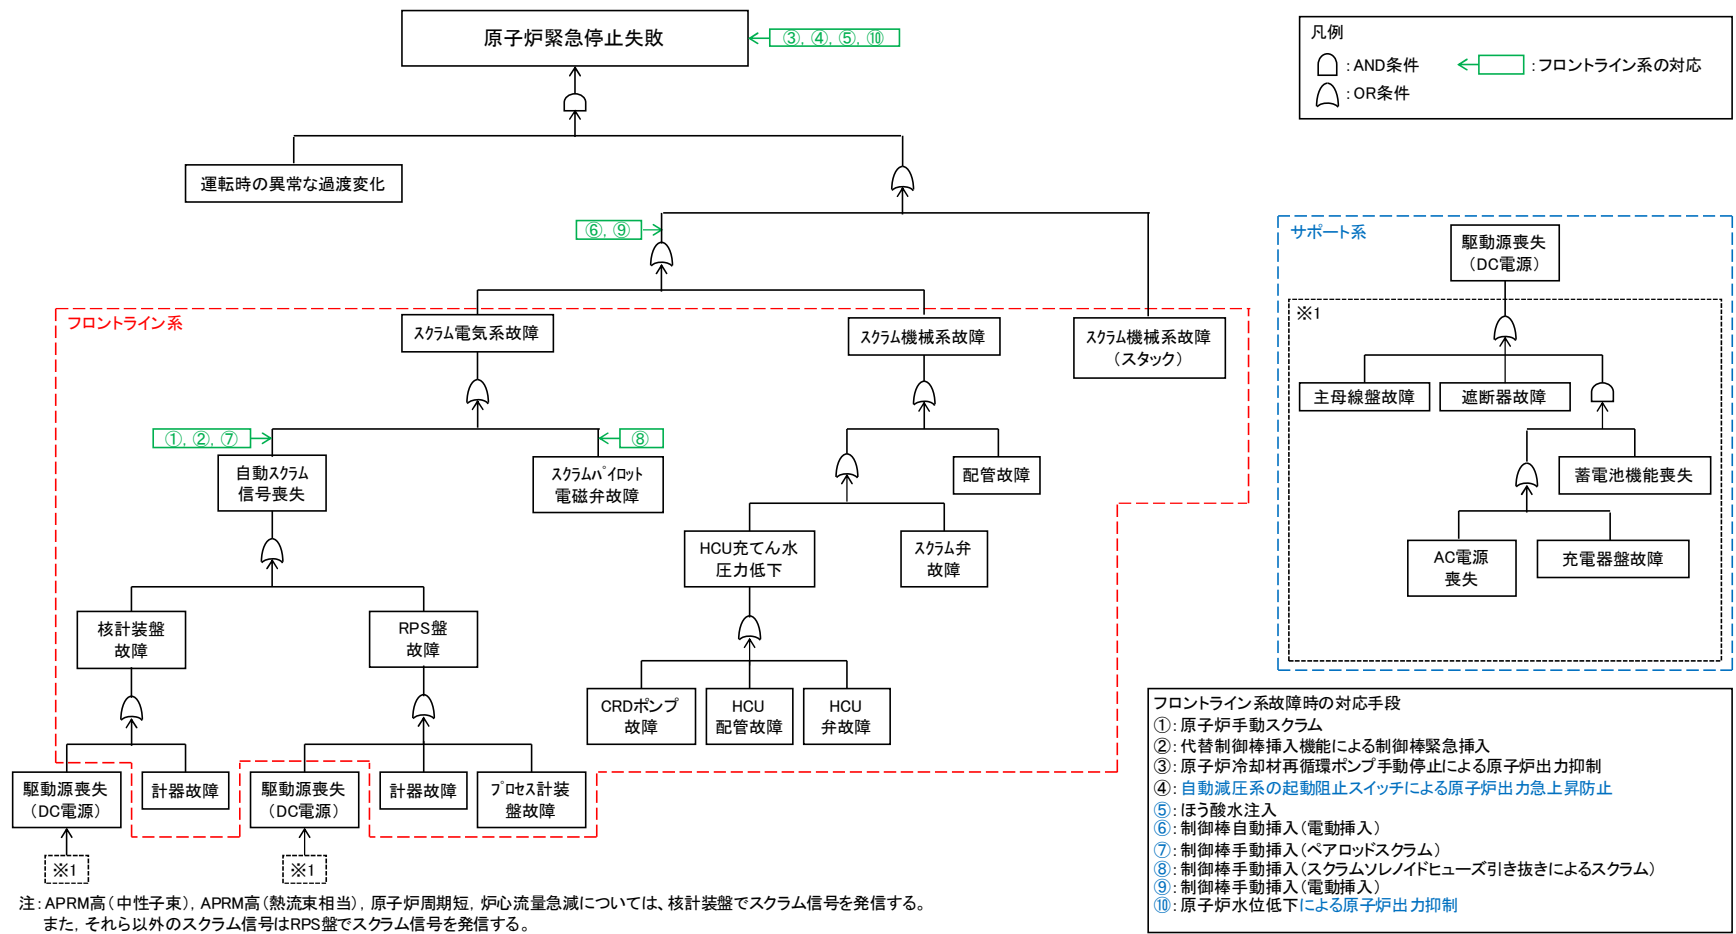 原子炉緊急停止失敗
③, ④, ⑤, ⑩
凡例
：AND条件
：フロントライン系の対応
：OR条件
運転時の異常な過渡変化
⑥, ⑨
サポート系
駆動源喪失
（DC電源）
※1
主母線盤故障
遮断器故障
蓄電池機能喪失
AC電源
喪失
充電器盤故障
フロントライン系
スクラム電気系故障
スクラム機械系故障
スクラム機械系故障
（スタック）
①, ②, ⑦
⑧
自動スクラム
信号喪失
スクラムパイロット
電磁弁故障
配管故障
HCU充てん水
圧力低下
スクラム弁
故障
核計装盤
故障
RPS盤
故障
CRDポンプ
故障
HCU
配管故障
HCU
弁故障
駆動源喪失
（DC電源）
計器故障
駆動源喪失
（DC電源）
計器故障
プロセス計装
盤故障
※1
※1
フロントライン系故障時の対応手段
①：原子炉手動スクラム
②：代替制御棒挿入機能による制御棒緊急挿入
③：原子炉冷却材再循環ポンプ手動停止による原子炉出力抑制
④：自動減圧系の起動阻止スイッチによる原子炉出力急上昇防止
⑤：ほう酸水注入
⑥：制御棒自動挿入（電動挿入）
⑦：制御棒手動挿入（ペアロッドスクラム）
⑧：制御棒手動挿入（スクラムソレノイドヒューズ引き抜きによるスクラム）
⑨：制御棒手動挿入（電動挿入）
⑩：原子炉水位低下による原子炉出力抑制
注：APRM高（中性子束），APRM高（熱流束相当），原子炉周期短，炉心流量急減については、核計装盤でスクラム信号を発信する。
また，それら以外のスクラム信号はRPS盤でスクラム信号を発信する。